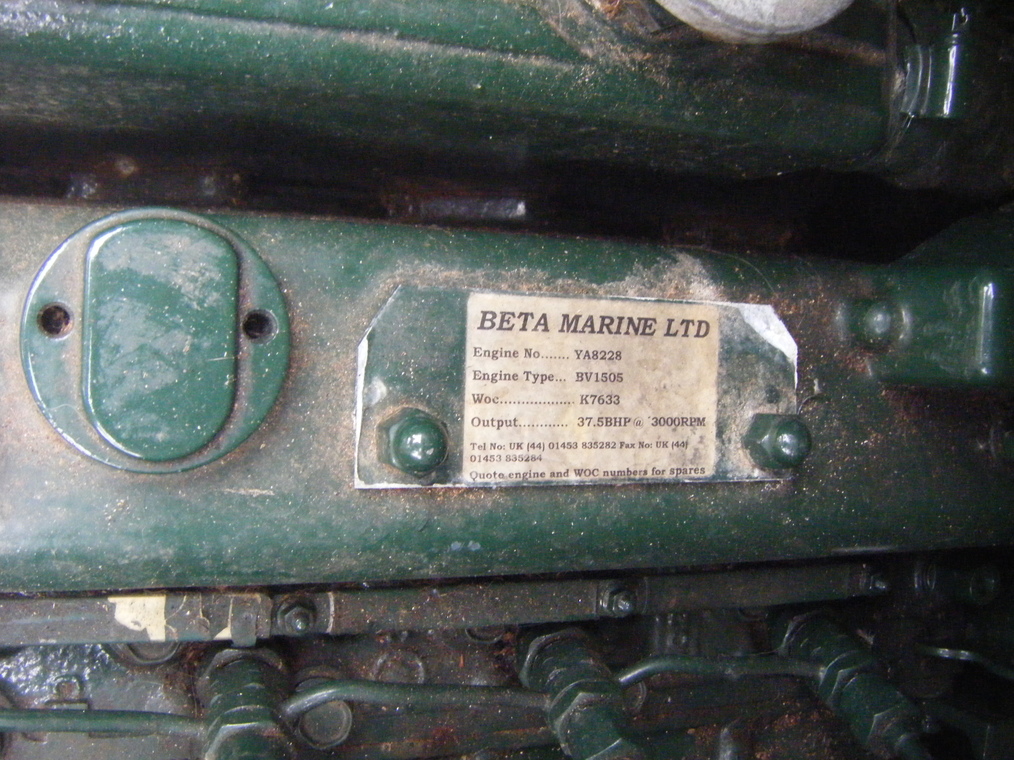 BETA MARINE LTD
Engine No....... YA8228
Engine Type... BV1505
Woc.................. K7633
Output............ 37.5BHP @ 3000RPM
Tel No: UK (44) 01453 835282 Fax No: UK (44)
01453 835284
Quote engine and WOC numbers for spares